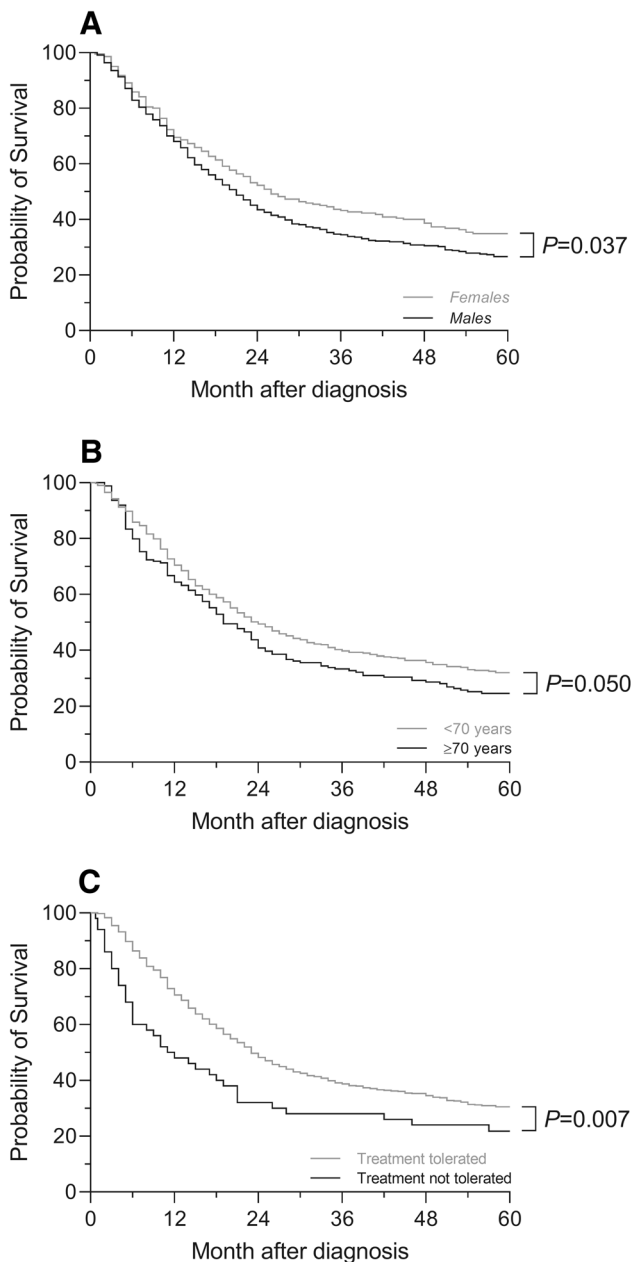 A
100
80
60
40
20
0
Probability of Survival
P=0.037
Females
Males
0 12 24 36 48 60
Month after diagnosis
B
100
80
60
40
20
0
Probability of Survival
P=0.050
<70 years
≥70 years
0 12 24 36 48 60
Month after diagnosis
C
100
80
60
40
20
0
Probability of Survival
P=0.007
Treatment tolerated
Treatment not tolerated
0 12 24 36 48 60
Month after diagnosis